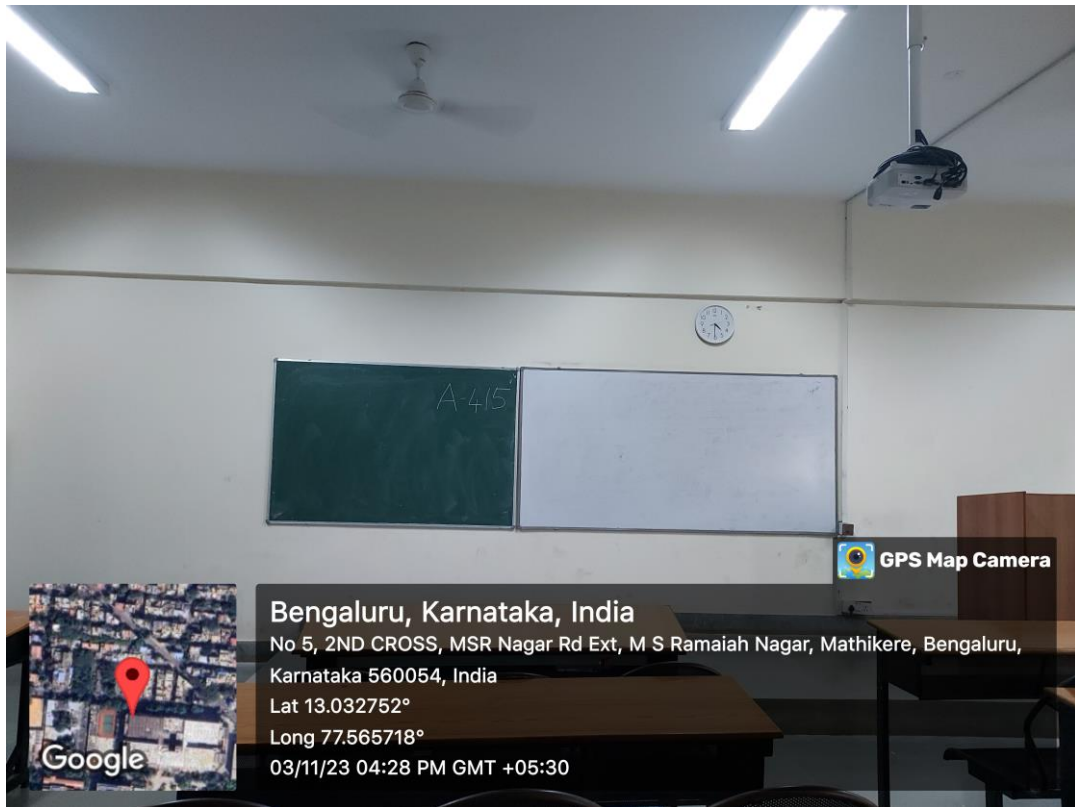 A-415
GPS Map Camera
Bengaluru, Karnataka, India
No 5, 2ND CROSS, MSR Nagar Rd Ext, M S Ramaiah Nagar, Mathikere, Bengaluru,
Karnataka 560054, India
Lat 13.032752°
Long 77.565718°
03/11/23 04:28 PM GMT +05:30
Google